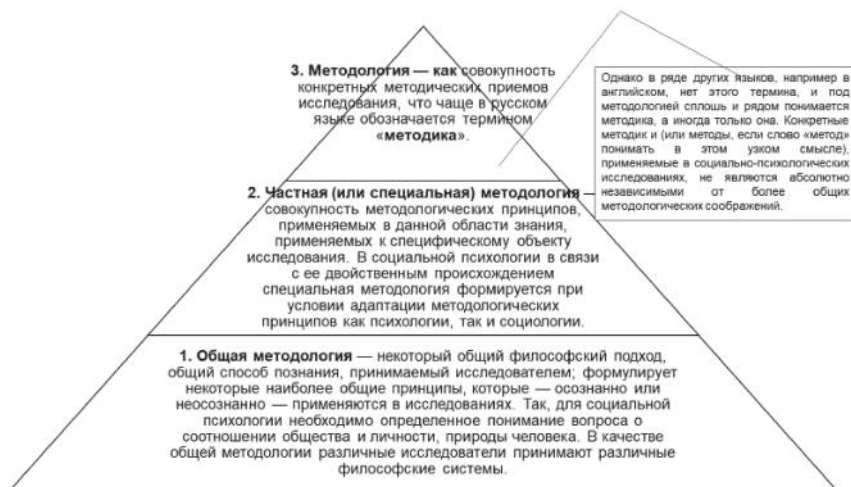 3. Методология — как совокупность
конкретных методических приемов
исследования, что чаще в русском
языке обозначается термином
«методика».
Однако в ряде других языков, например в
английском, нет этого термина, и под
методологией сплошь и рядом понимается
методика, а иногда только она. Конкретные
методик и (или методы, если слово «метод»
понимать в этом узком смысле),
применяемые в социально-психологических
исследованиях, не являются абсолютно
независимыми от более общих
методологических соображений.
2. Частная (или специальная) методология —
совокупность методологических принципов,
применяемых в данной области знания,
применяемых к специфическому объекту
исследования. В социальной психологии в связи
с ее двойственным происхождением
специальная методология формируется при
условии адаптации методологических
принципов как психологии, так и социологии.
1. Общая методология — некоторый общий философский подход,
общий способ познания, принимаемый исследователем; формулирует
некоторые наиболее общие принципы, которые — осознанно или
неосознанно — применяются в исследованиях. Так, для социальной
психологии необходимо определенное понимание вопроса о
соотношении общества и личности, природы человека. В качестве
общей методологии различные исследователи принимают различные
философские системы.